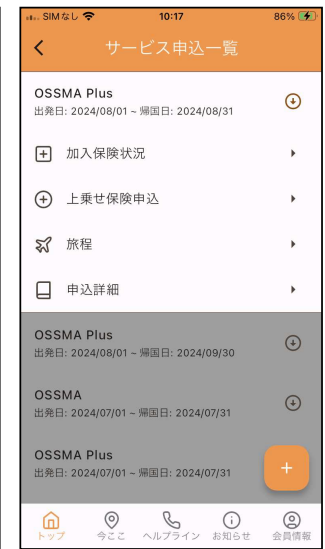 SIMなし 10:17 86%
サービス申込一覧
OSSMA Plus
出発日: 2024/08/01 ~ 帰国日: 2024/08/31
加入保険状況
上乗せ保険申込
旅程
申込詳細
OSSMA Plus
出発日: 2024/08/01 ~ 帰国日: 2024/09/30
OSSMA
出発日: 2024/07/01 ~ 帰国日: 2024/07/31
OSSMA Plus
出発日: 2024/07/01 ~ 帰国日: 2024/07/31
トップ 今ここ ヘルプライン お知らせ 会員情報